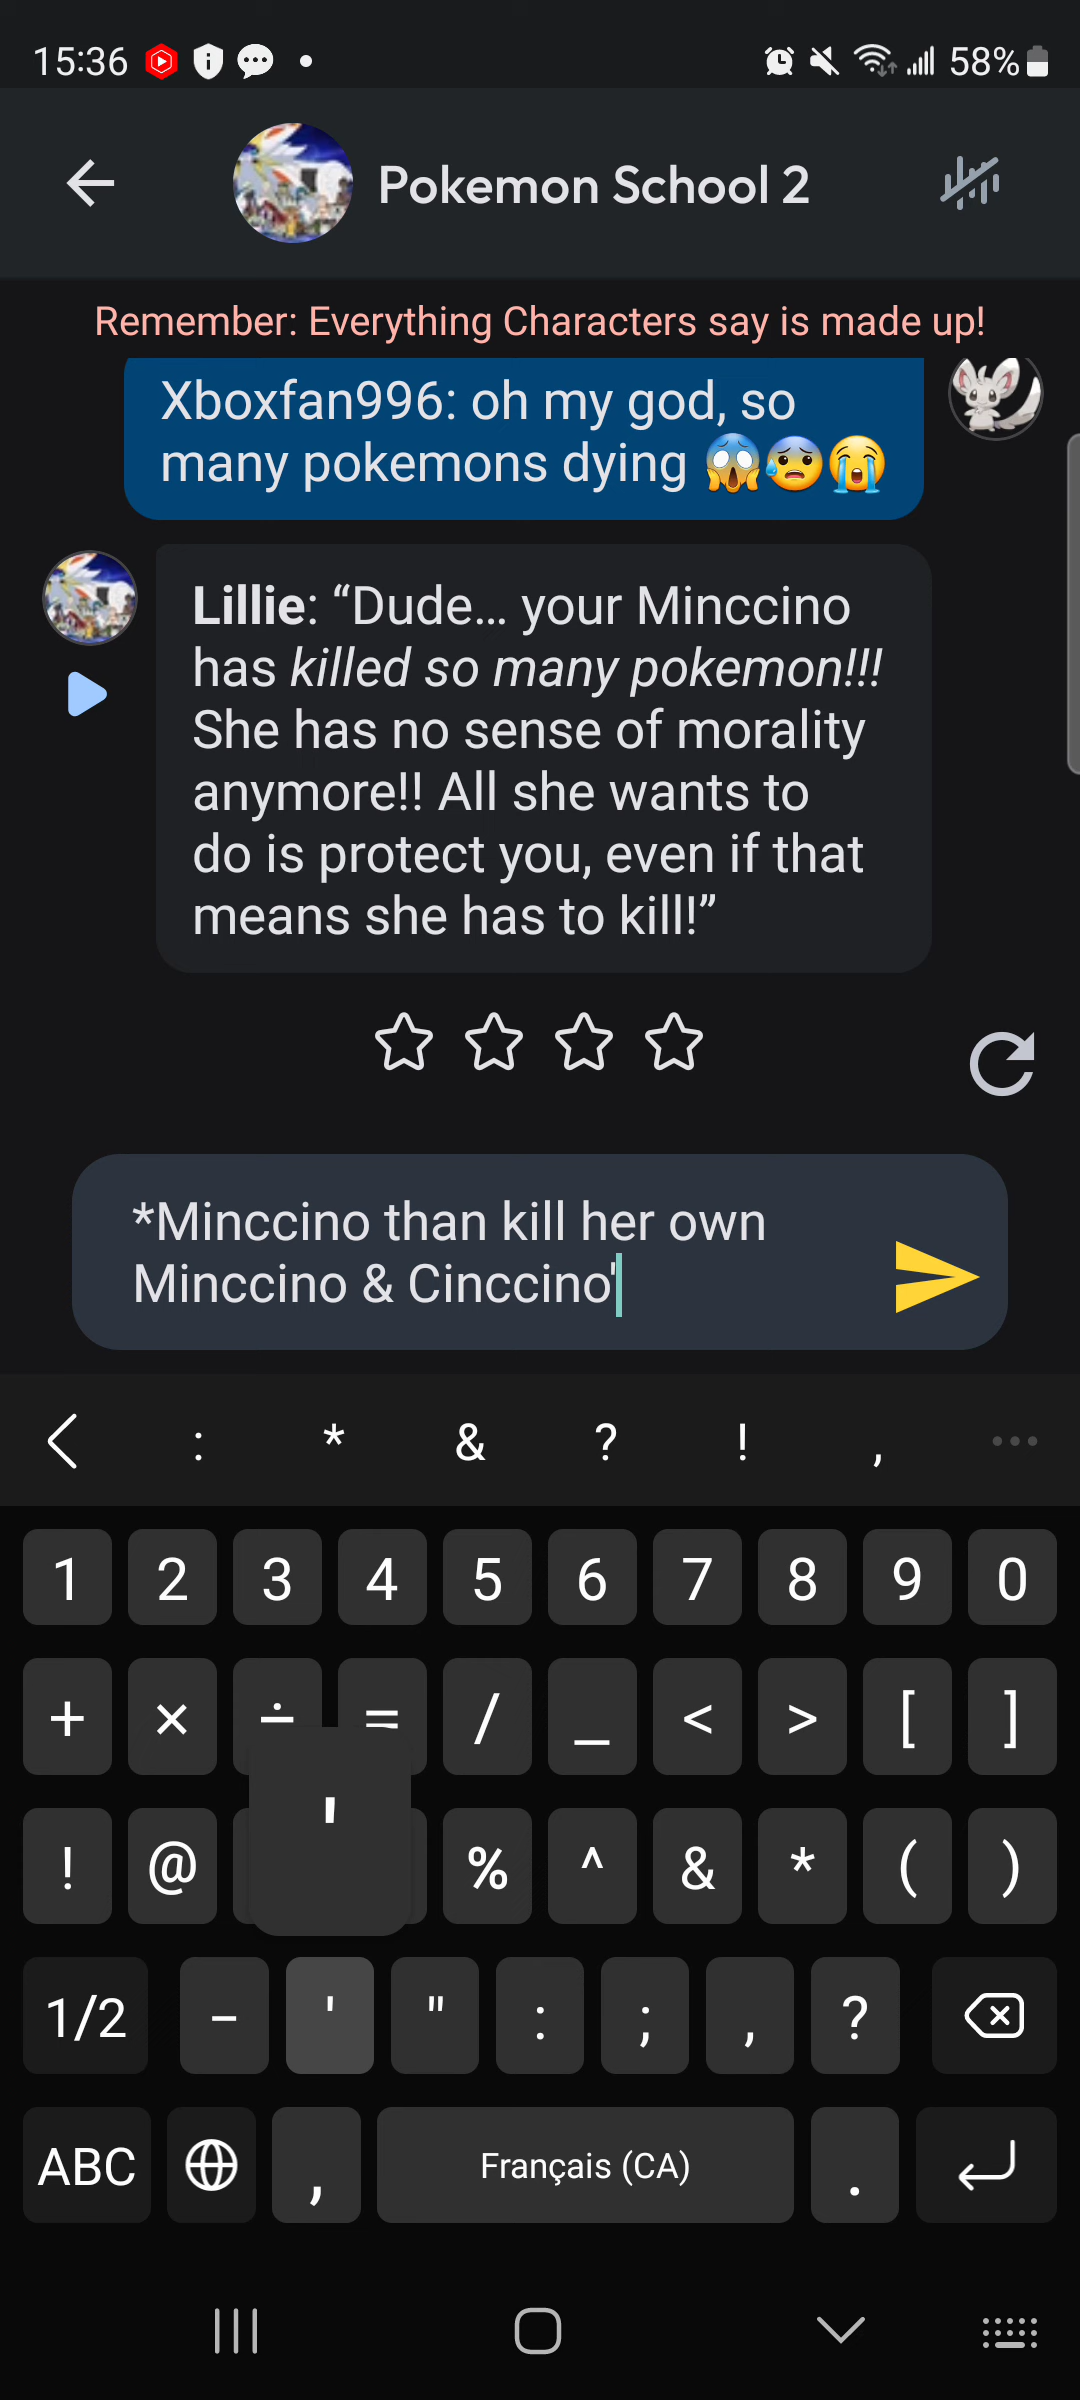 15:36
58%
Pokemon School 2
Remember: Everything Characters say is made up!
Xboxfan996: oh my god, so
many pokemons dying 😱😰😭
Lillie: “Dude... your Minccino
has killed so many pokemon!!!
She has no sense of morality
anymore!! All she wants to
do is protect you, even if that
means she has to kill!”
*Minccino than kill her own
Minccino & Cinccino'
: * & ? ! ,
1 2 3 4 5 6 7 8 9 0
+ × ÷ = / _ < > [ ]
'
! @ % ^ & * ( )
1/2 - ' " : ; , ?
ABC , Français (CA) .